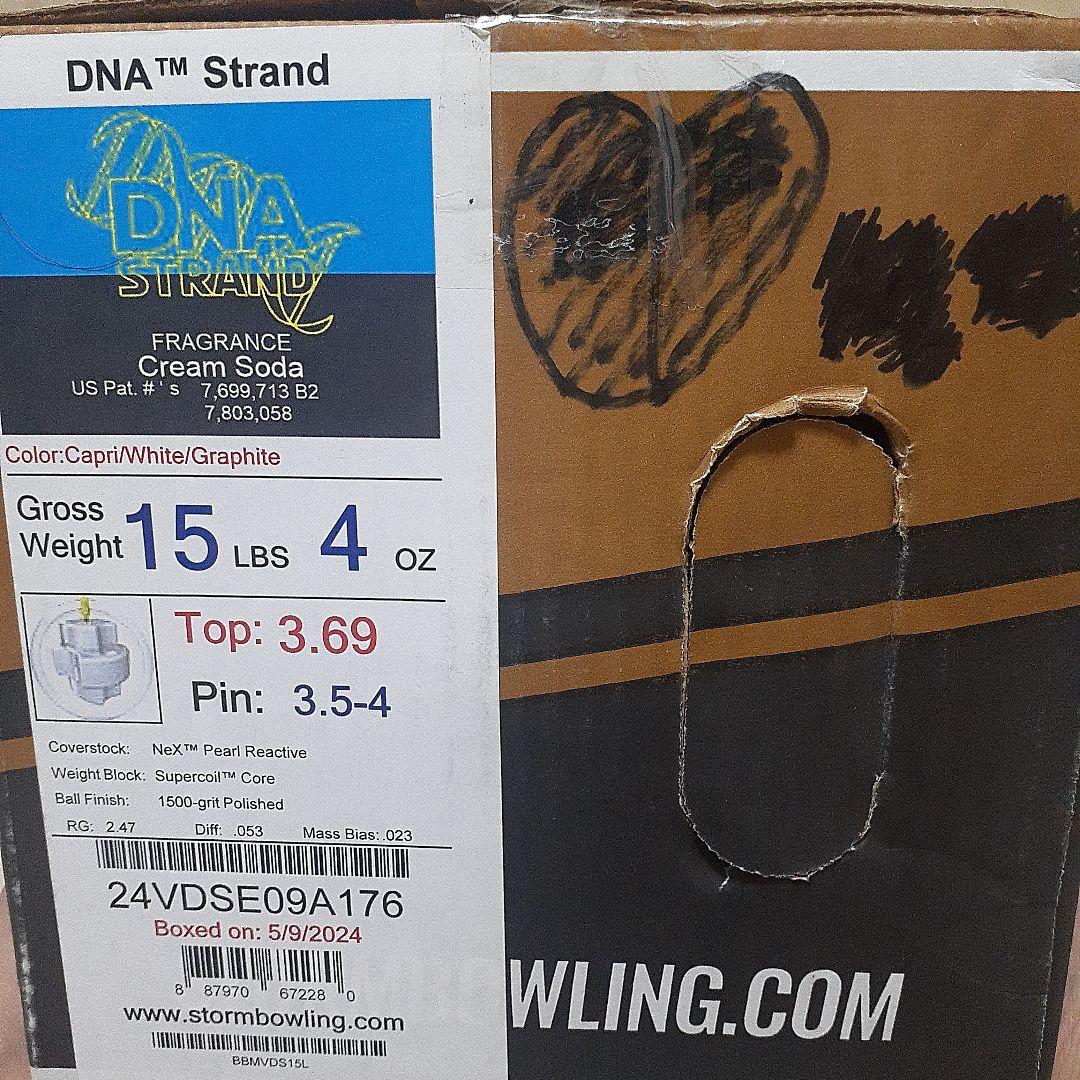 DNA™ Strand
DNA
STRAND
FRAGRANCE
Cream Soda
US Pat. #'s 7,699,713 B2
7,803,058
Color:Capri/White/Graphite
Gross
Weight 15 LBS 4 OZ
Top: 3.69
Pin: 3.5-4
Coverstock: NeX™ Pearl Reactive
Weight Block: Supercoil™ Core
Ball Finish: 1500-grit Polished
RG: 2.47 Diff: .053 Mass Bias: .023
24VDSE09A176
Boxed on: 5/9/2024
8 87970 67228 0
www.stormbowling.com
BBMVDS15L
WLING.COM